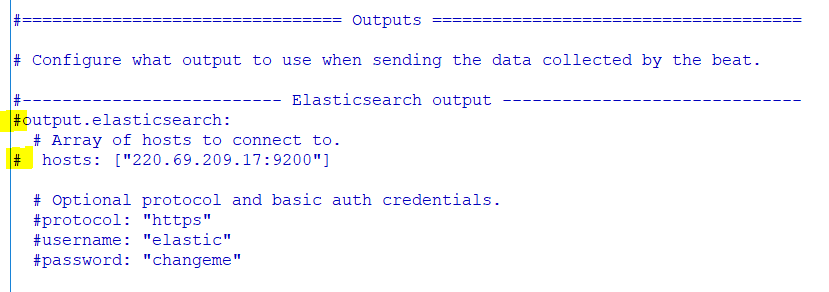 #================================ Outputs =====================================
# Configure what output to use when sending the data collected by the beat.
#-------------------------- Elasticsearch output ------------------------------
#output.elasticsearch:
  # Array of hosts to connect to.
#  hosts: ["220.69.209.17:9200"]
  # Optional protocol and basic auth credentials.
  #protocol: "https"
  #username: "elastic"
  #password: "changeme"